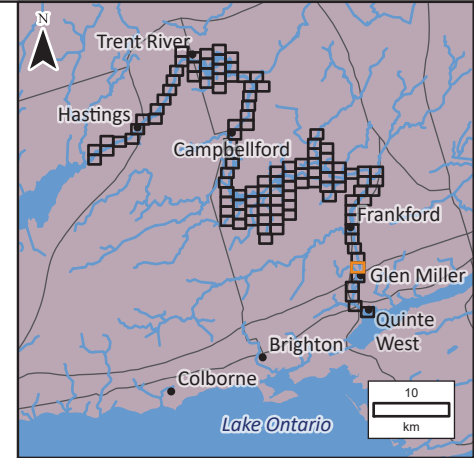 N
Trent River
Hastings
Campbellford
Frankford
Glen Miller
Quinte
West
Brighton
Colborne
10
km
Lake Ontario